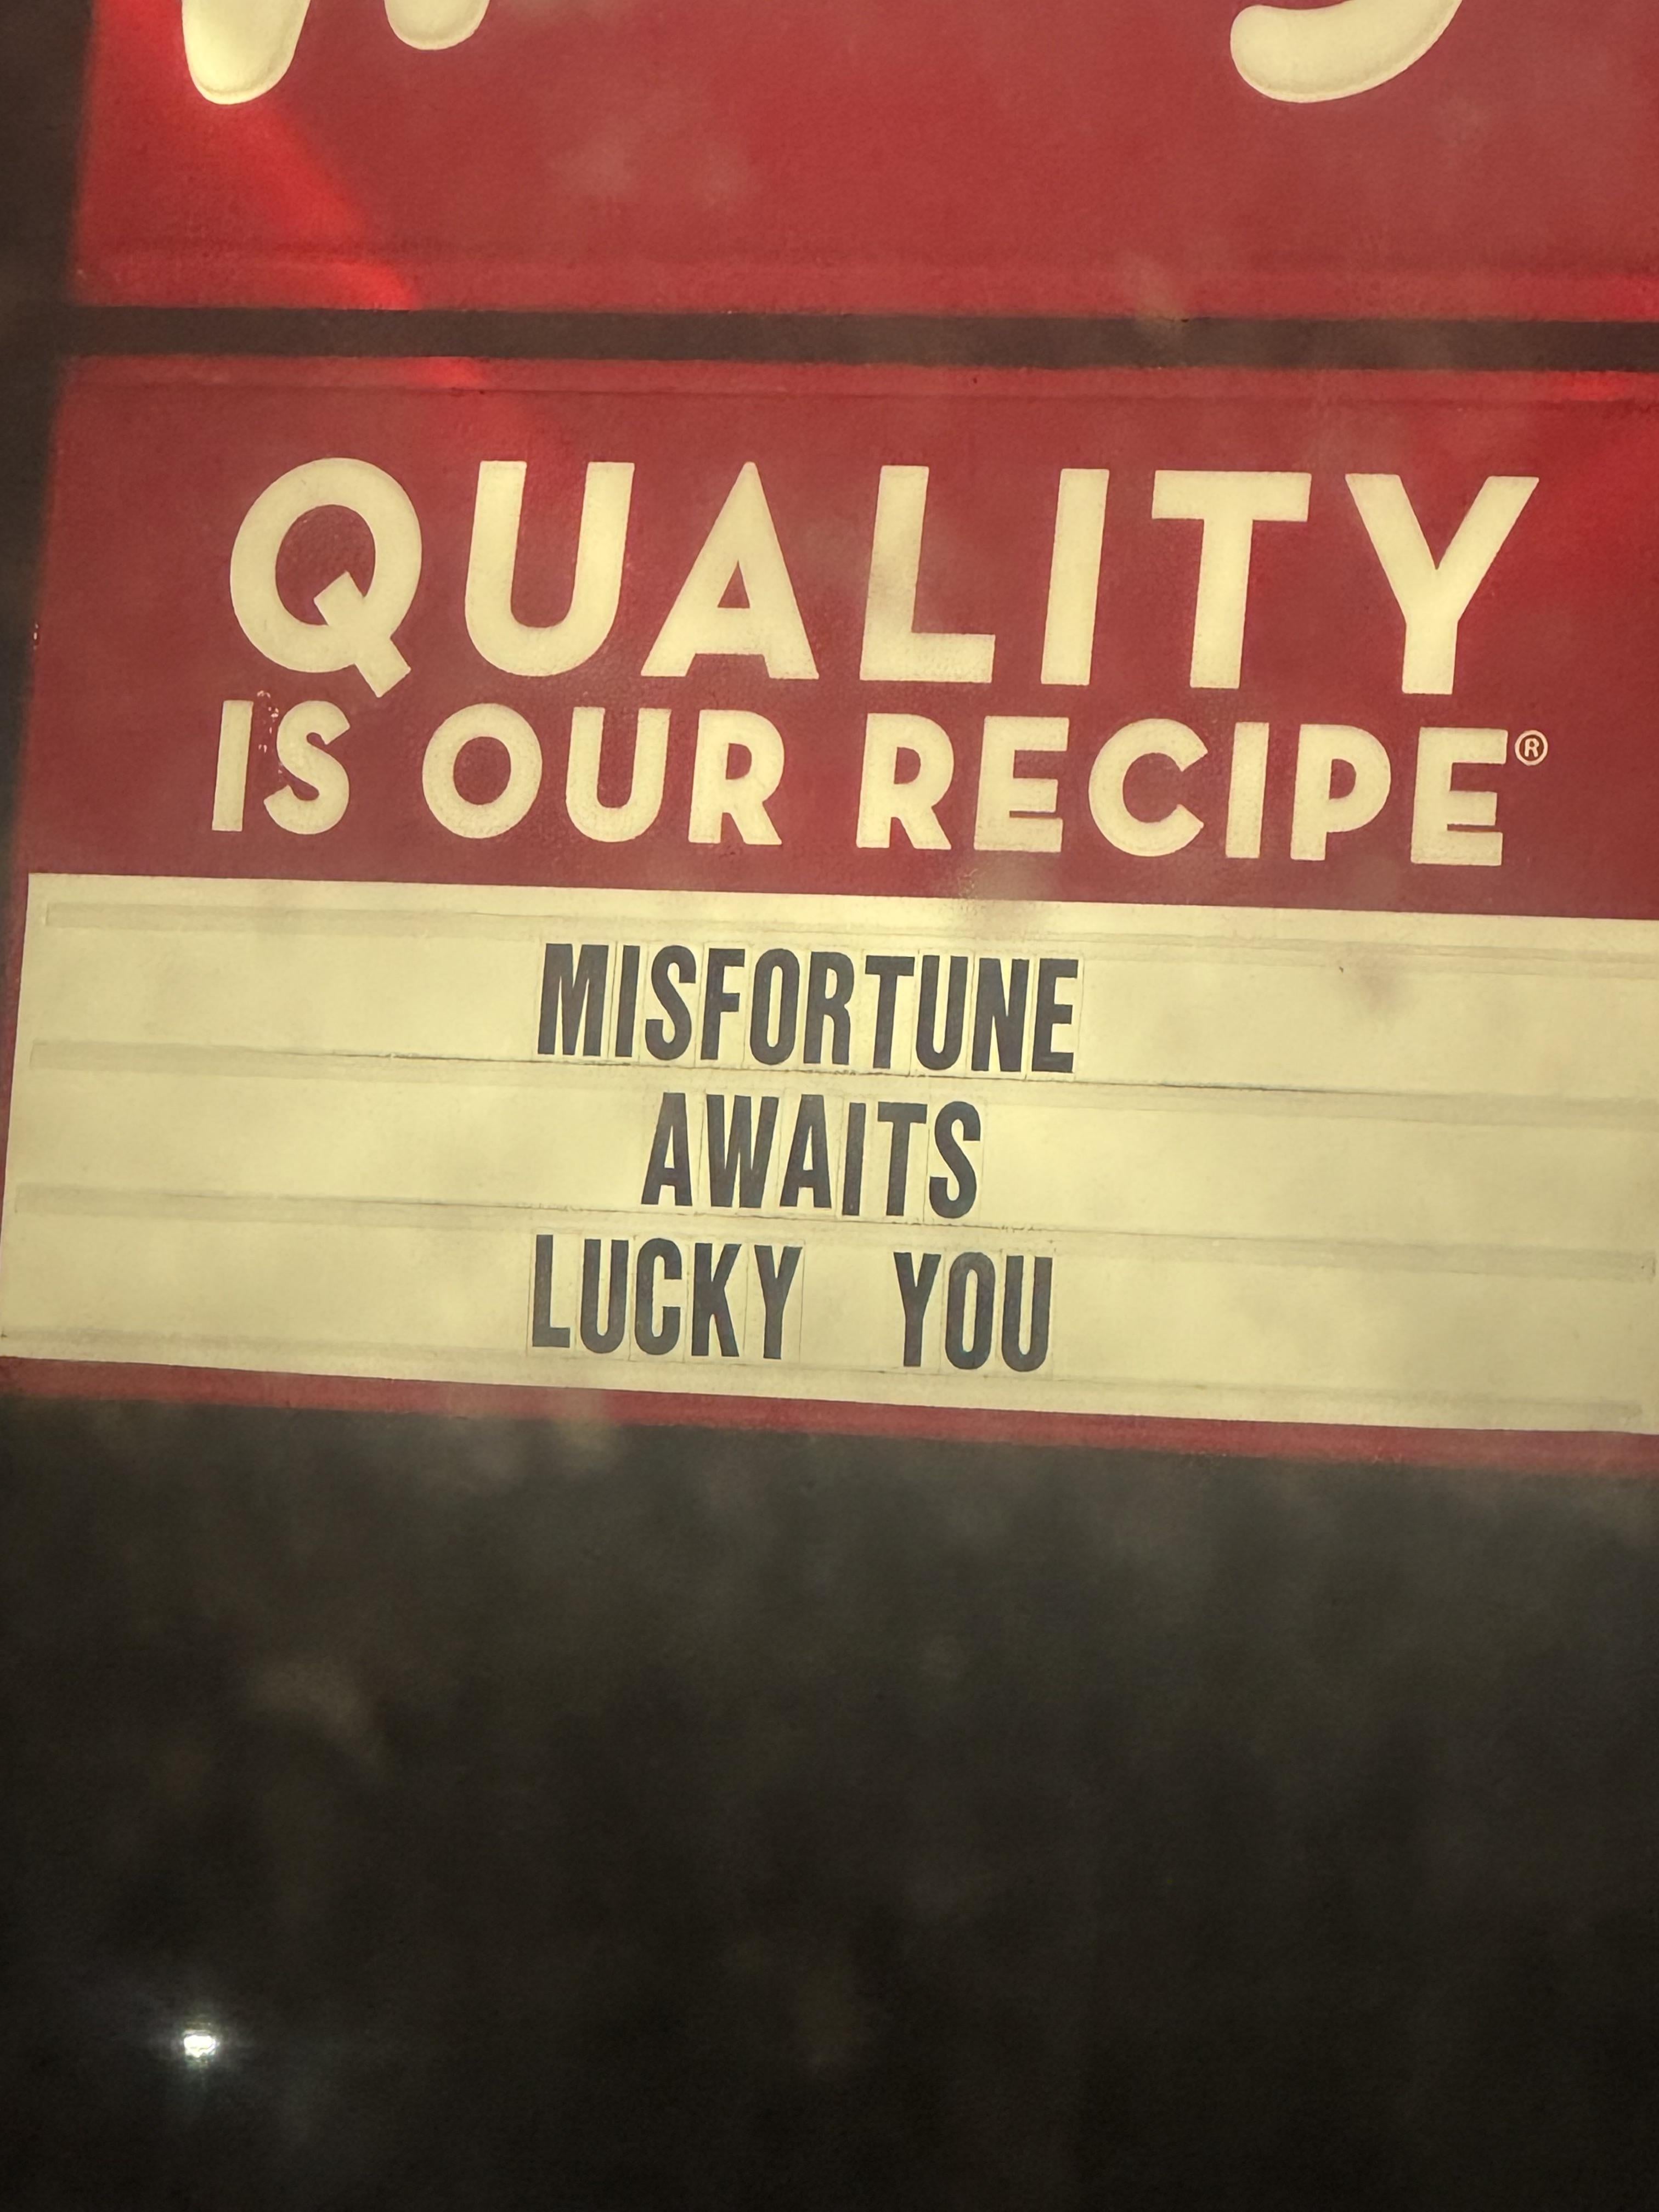 QUALITY
IS OUR RECIPE®
MISFORTUNE
AWAITS
LUCKY YOU